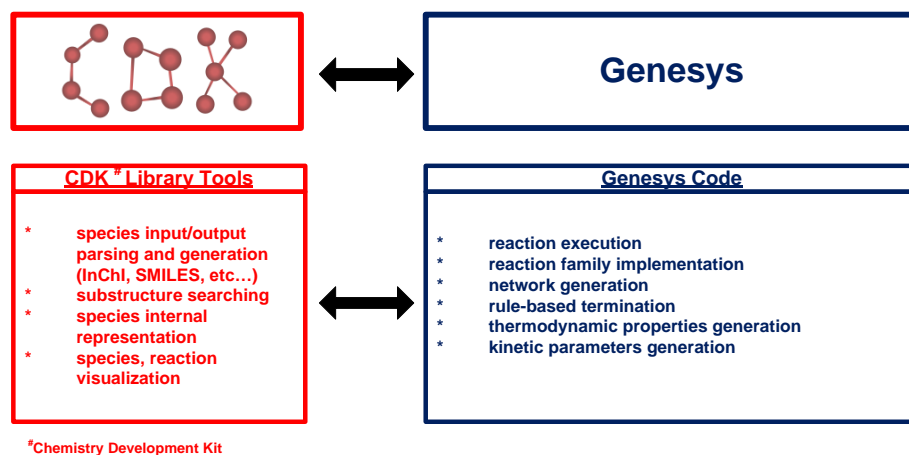 CDK
Genesys
CDK # Library Tools
* species input/output
parsing and generation
(InChI, SMILES, etc…)
* substructure searching
* species internal
representation
* species, reaction
visualization
Genesys Code
* reaction execution
* reaction family implementation
* network generation
* rule-based termination
* thermodynamic properties generation
* kinetic parameters generation
#Chemistry Development Kit